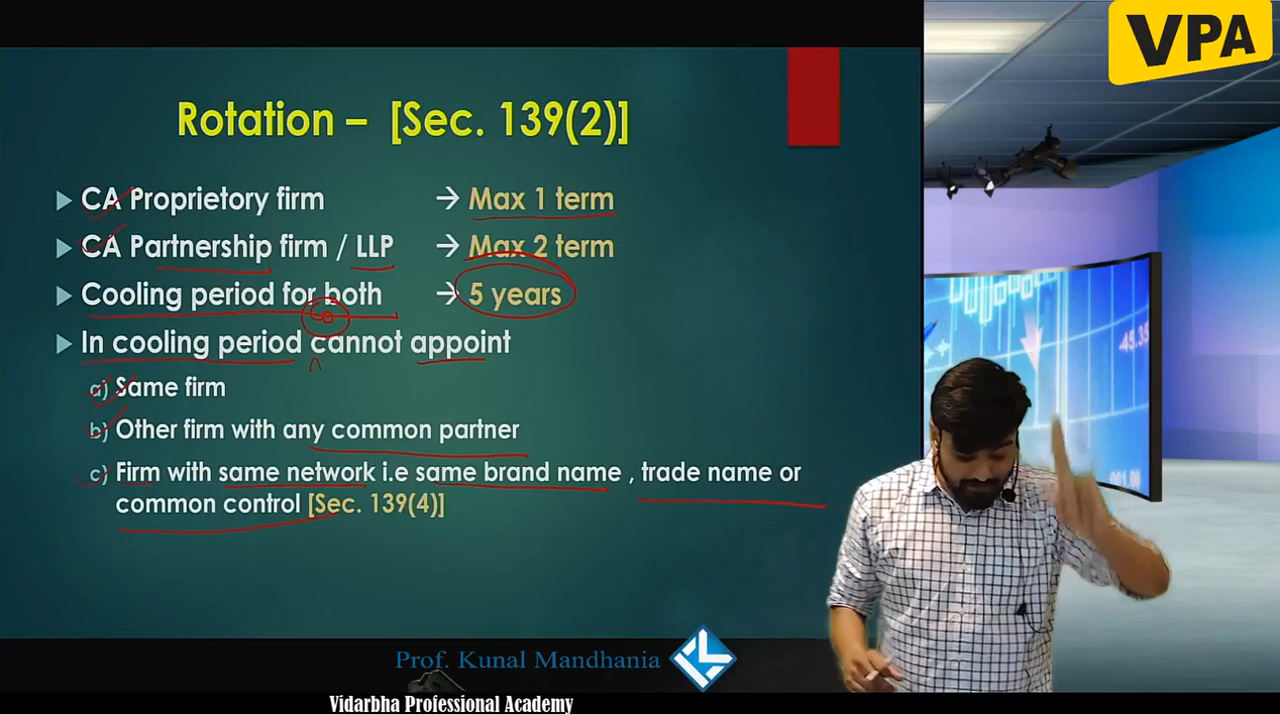 VPA
Rotation – [Sec. 139(2)]
CA Proprietory firm → Max 1 term
CA Partnership firm / LLP → Max 2 term
Cooling period for both → 5 years
In cooling period cannot appoint
a) Same firm
b) Other firm with any common partner
c) Firm with same network i.e same brand name , trade name or
common control [Sec. 139(4)]
-45.35
Prof. Kunal Mandhania
Vidarbha Professional Academy